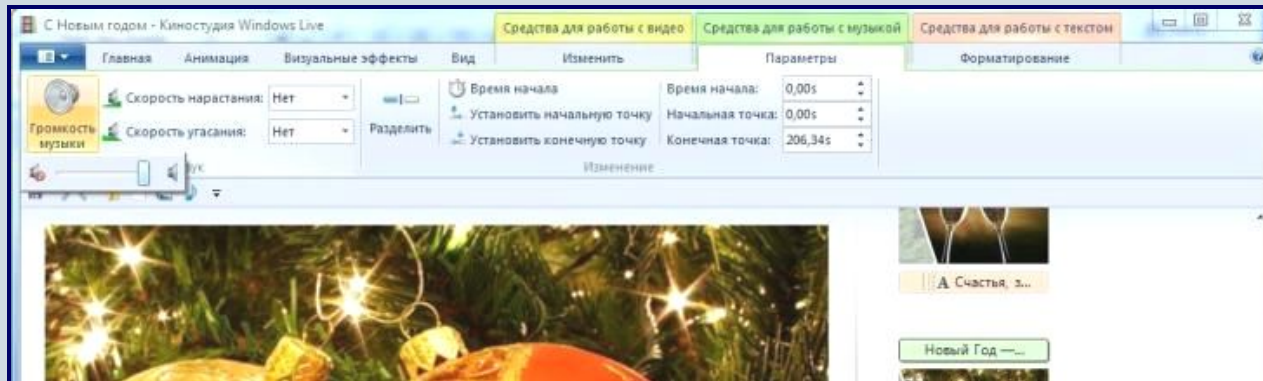 С Новым годом - Киностудия Windows Live
Средства для работы с видео
Средства для работы с музыкой
Средства для работы с текстом
Главная
Анимация
Визуальные эффекты
Вид
Изменить
Параметры
Форматирование
Громкость музыки
Скорость нарастания: Нет
Скорость угасания: Нет
Разделить
Время начала
Установить начальную точку
Установить конечную точку
Время начала: 0,00s
Начальная точка: 0,00s
Конечная точка: 206,34s
Изменение
A Счастья, з...
Новый Год —...